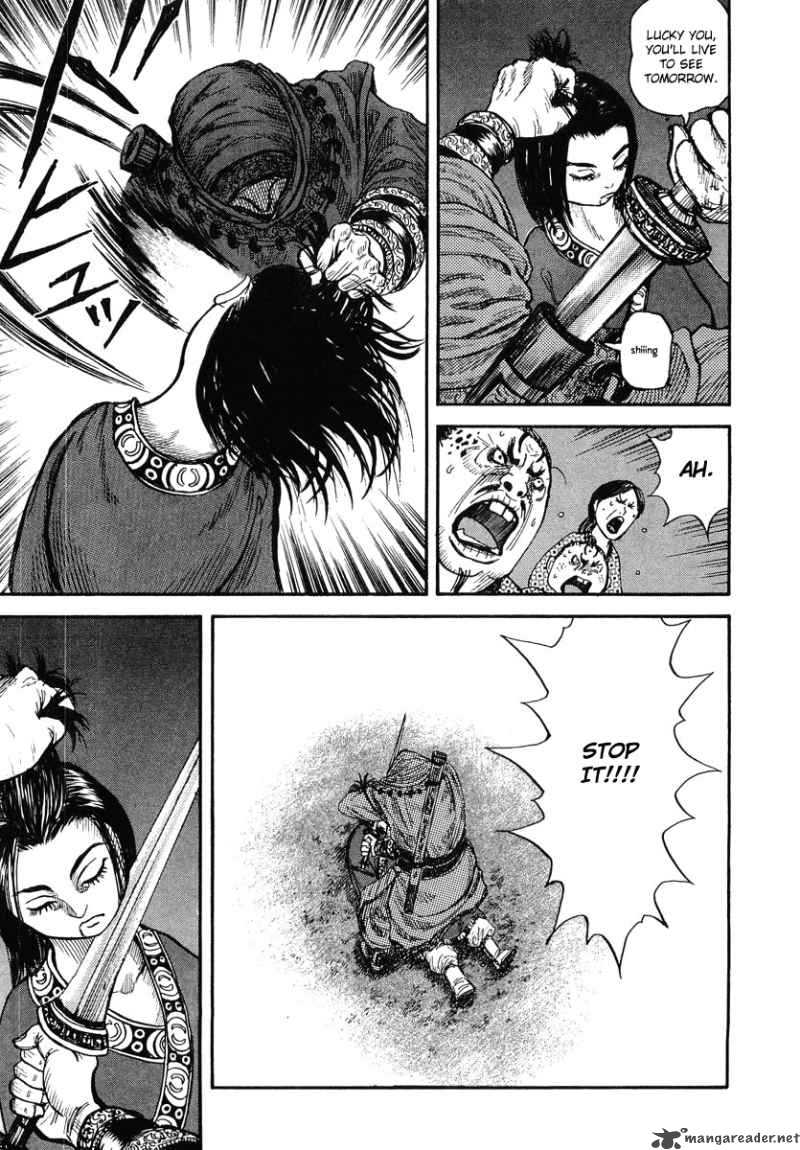 LUCKY YOU,
YOU'LL LIVE
TO SEE
TOMORROW.
shiiing
AH.
STOP
IT!!!!
mangareader.net